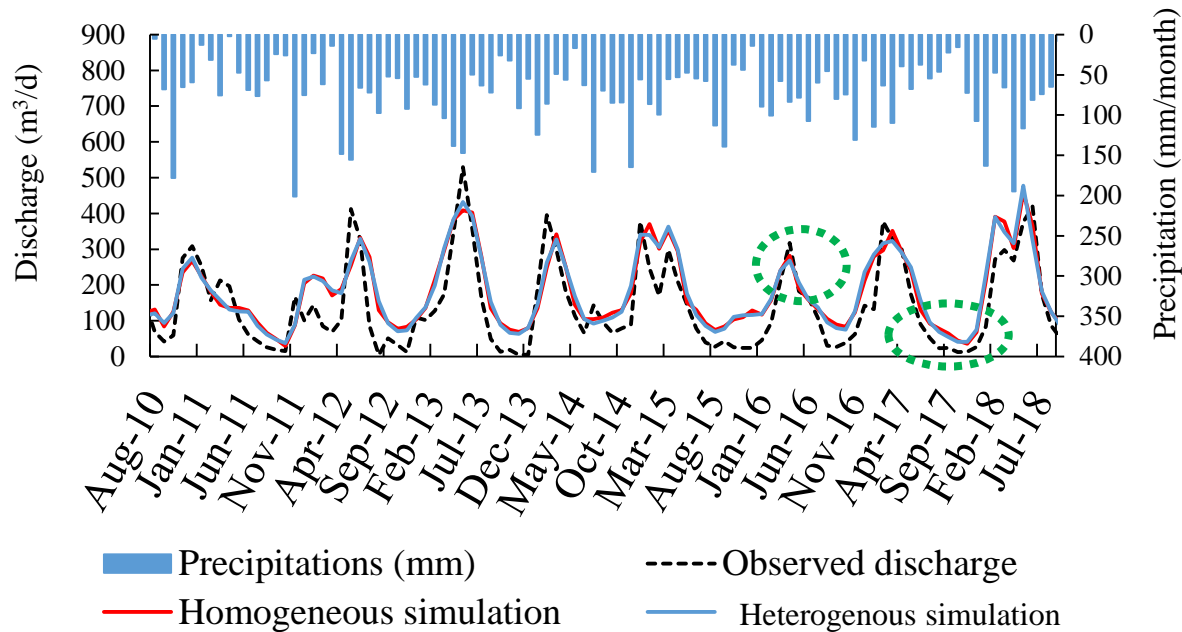 900
800
700
600
500
400
300
200
100
0
Discharge (m³/d)
0
50
100
150
200
250
300
350
400
Precipitation (mm/month)
Aug-10
Jan-11
Jun-11
Nov-11
Apr-12
Sep-12
Feb-13
Jul-13
Dec-13
May-14
Oct-14
Mar-15
Aug-15
Jan-16
Jun-16
Nov-16
Apr-17
Sep-17
Feb-18
Jul-18
Precipitations (mm)
Observed discharge
Homogeneous simulation
Heterogenous simulation